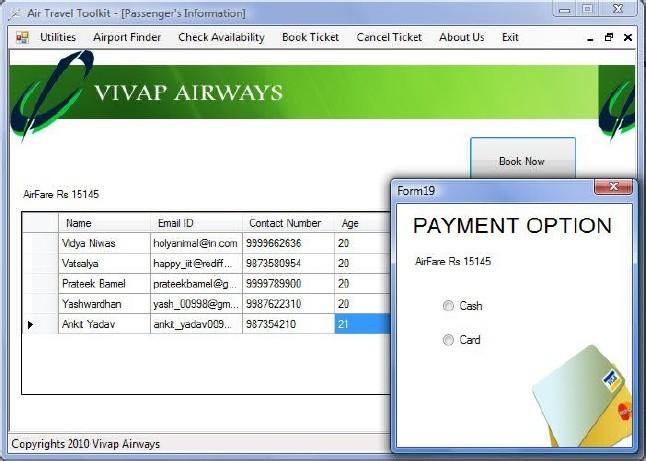 Air Travel Toolkit - [Passenger's Information]
Utilities Airport Finder Check Availability Book Ticket Cancel Ticket About Us Exit
VIVAP AIRWAYS
Book Now
AirFare Rs 15145
Name Email ID Contact Number Age
Vidya Niwas holyanimal@in.com 9999662636 20
Vatsalya happy_iit@rediff... 9873580954 20
Prateek Bamel prateekbamel@g... 9999789900 20
Yashwardhan yash_00998@gm... 9987622310 20
Ankit Yadav ankit_yadav009... 987354210 21
Form19
PAYMENT OPTION
AirFare Rs 15145
Cash
Card
VISA
Copyrights 2010 Vivap Airways